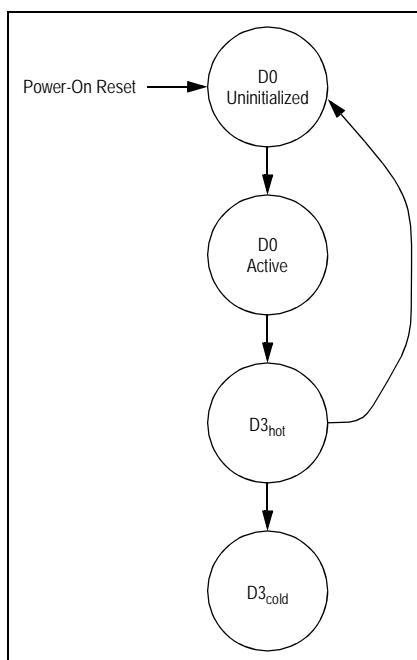 Power-On Reset
D0
Uninitialized
D0
Active
D3hot
D3cold